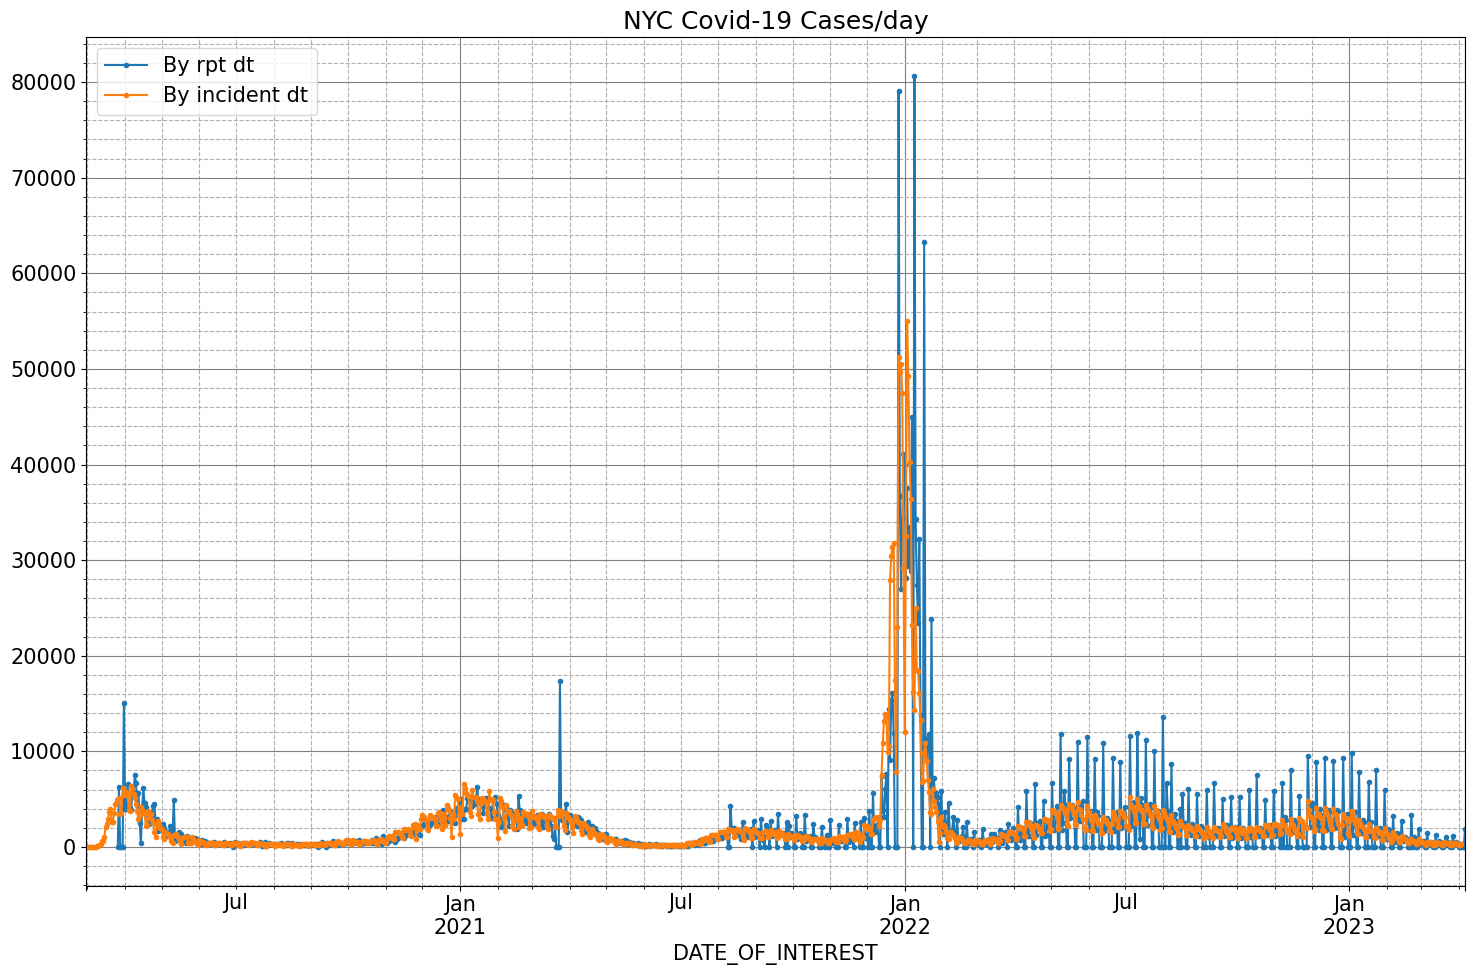 NYC Covid-19 Cases/day
By rpt dt
By incident dt
80000
70000
60000
50000
40000
30000
20000
10000
0
Jul
Jan
2021
Jul
Jan
2022
Jul
Jan
2023
DATE_OF_INTEREST